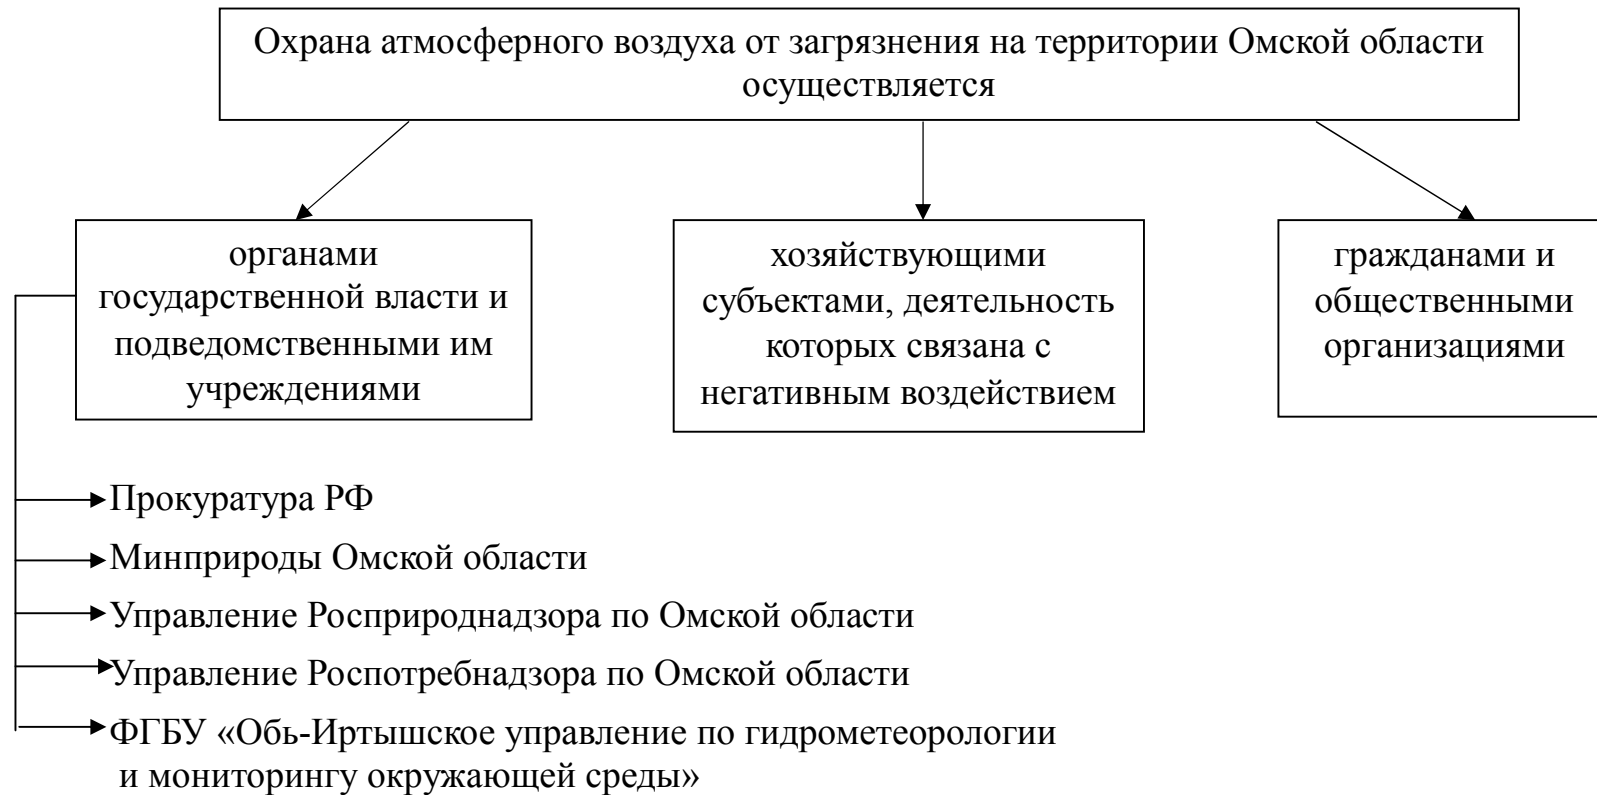 Охрана атмосферного воздуха от загрязнения на территории Омской области
осуществляется
органами
государственной власти и
подведомственными им
учреждениями
хозяйствующими
субъектами, деятельность
которых связана с
негативным воздействием
гражданами и
общественными
организациями
Прокуратура РФ
Минприроды Омской области
Управление Росприроднадзора по Омской области
Управление Роспотребнадзора по Омской области
ФГБУ «Обь-Иртышское управление по гидрометеорологии
и мониторингу окружающей среды»